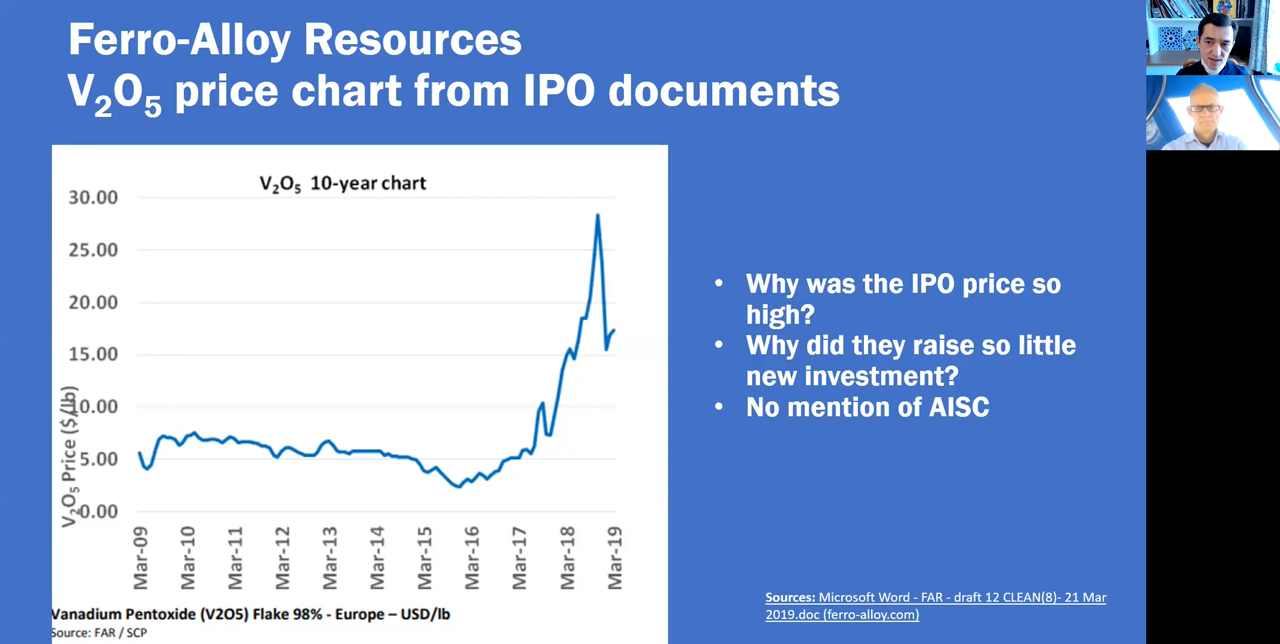 Ferro-Alloy Resources
V₂O₅ price chart from IPO documents
V₂O₅ 10-year chart
V₂O₅ Price ($/lb)
30.00
25.00
20.00
15.00
10.00
5.00
0.00
Mar-09
Mar-10
Mar-11
Mar-12
Mar-13
Mar-14
Mar-15
Mar-16
Mar-17
Mar-18
Mar-19
Vanadium Pentoxide (V2O5) Flake 98% - Europe – USD/lb
Source: FAR / SCP
• Why was the IPO price so
high?
• Why did they raise so little
new investment?
• No mention of AISC
Sources: Microsoft Word - FAR - draft 12 CLEAN(8)- 21 Mar
2019.doc (ferro-alloy.com)